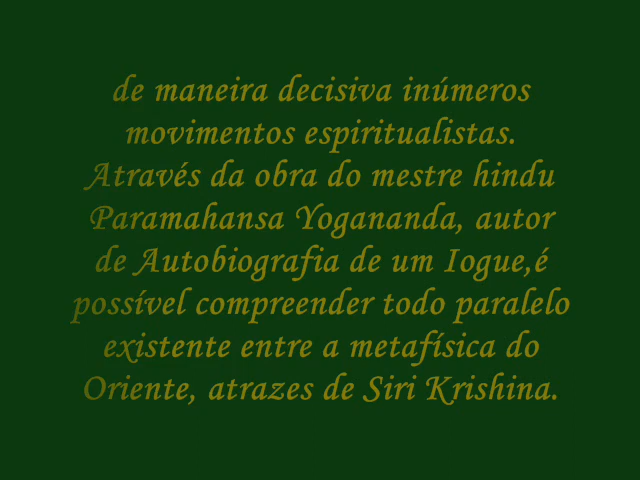 de maneira decisiva inúmeros
movimentos espiritualistas.
Através da obra do mestre hindu
Paramahansa Yogananda, autor
de Autobiografia de um Iogue,é
possível compreender todo paralelo
existente entre a metafísica do
Oriente, atrazes de Siri Krishina.